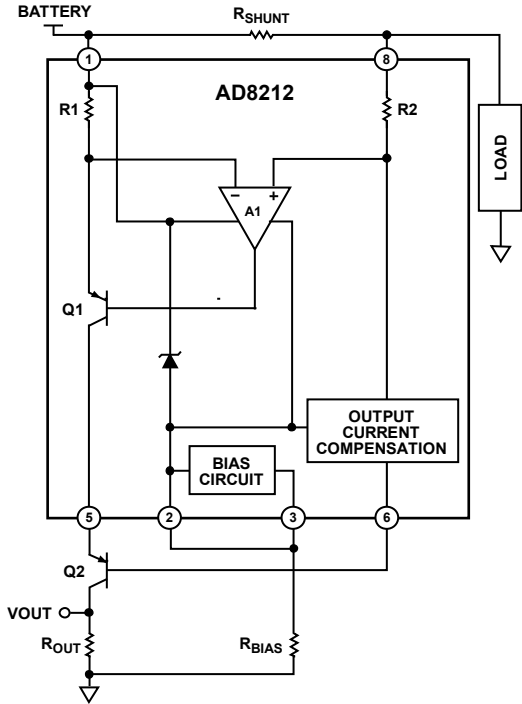 BATTERY
RSHUNT
1
8
AD8212
R1
R2
LOAD
− +
A1
Q1
OUTPUT
CURRENT
COMPENSATION
BIAS
CIRCUIT
5
2
3
6
Q2
VOUT
ROUT
RBIAS